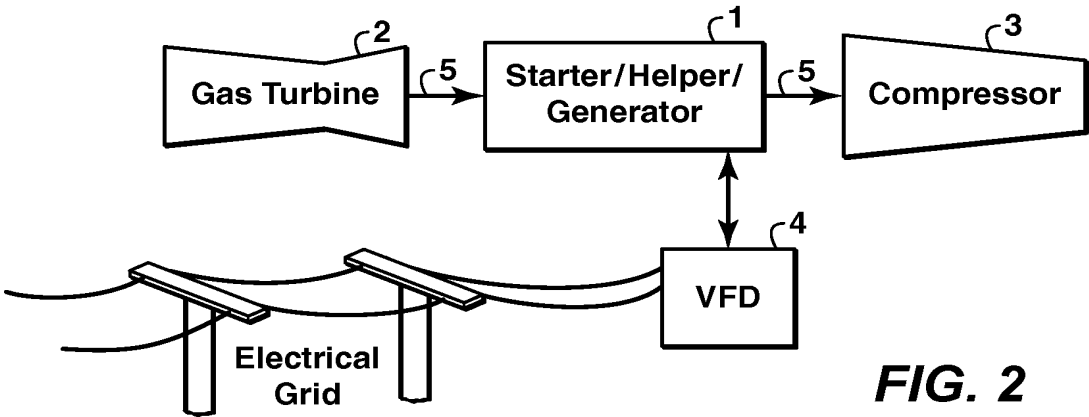 1
2
3
5
5
Gas Turbine
Starter/Helper/
Generator
Compressor
4
VFD
Electrical
Grid
FIG. 2